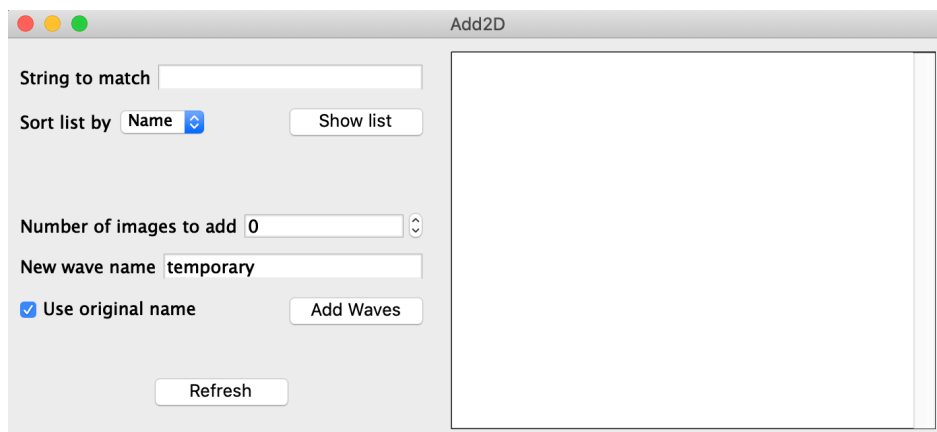 Add2D
String to match
Sort list by Name Show list
Number of images to add 0
New wave name temporary
Use original name Add Waves
Refresh